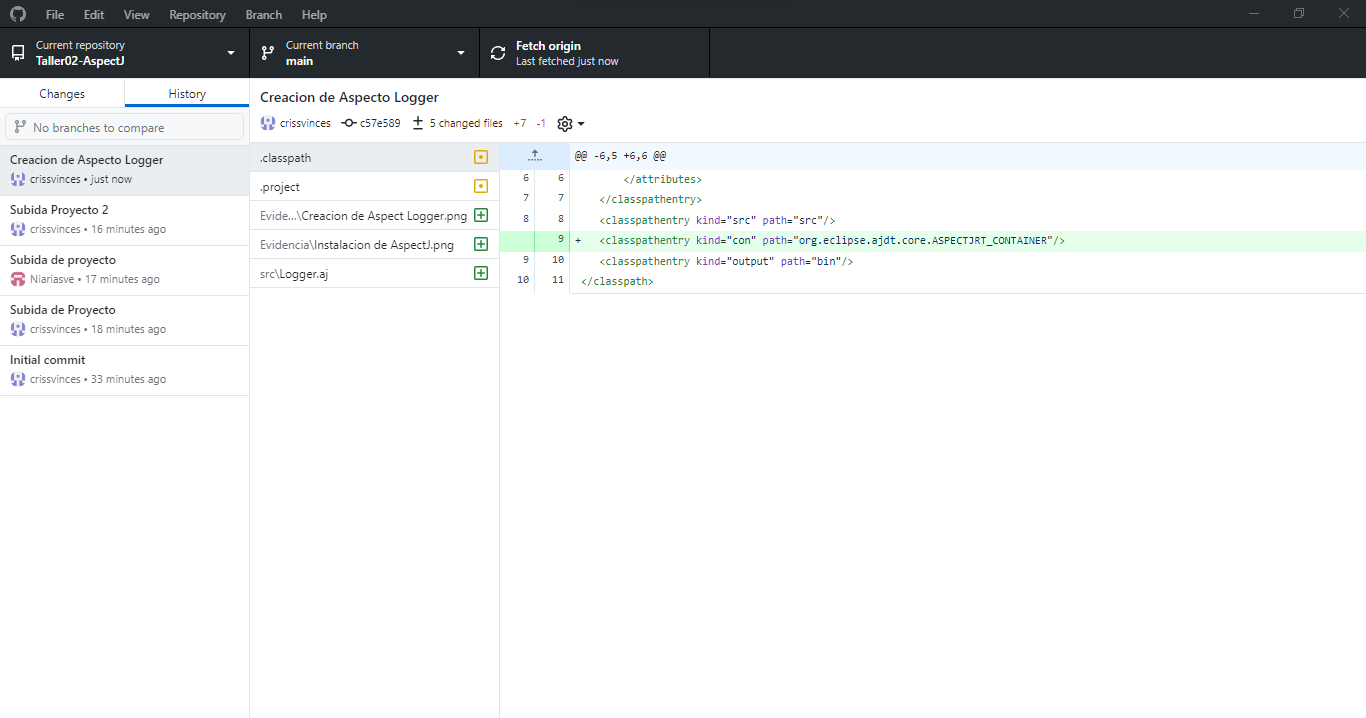 File Edit View Repository Branch Help
Current repository
Taller02-AspectJ
Current branch
main
Fetch origin
Last fetched just now
Changes
History
No branches to compare
Creacion de Aspecto Logger
crissvinces • just now
Subida Proyecto 2
crissvinces • 16 minutes ago
Subida de proyecto
Niariasve • 17 minutes ago
Subida de Proyecto
crissvinces • 18 minutes ago
Initial commit
crissvinces • 33 minutes ago
Creacion de Aspecto Logger
crissvinces c57e589 5 changed files +7 -1
.classpath
.project
Evide...\Creacion de Aspect Logger.png
Evidencia\Instalacion de AspectJ.png
src\Logger.aj
@@ -6,5 +6,6 @@
6 6 </attributes>
7 7 </classpathentry>
8 8 <classpathentry kind="src" path="src"/>
9 + <classpathentry kind="con" path="org.eclipse.ajdt.core.ASPECTJRT_CONTAINER"/>
9 10 <classpathentry kind="output" path="bin"/>
10 11 </classpath>